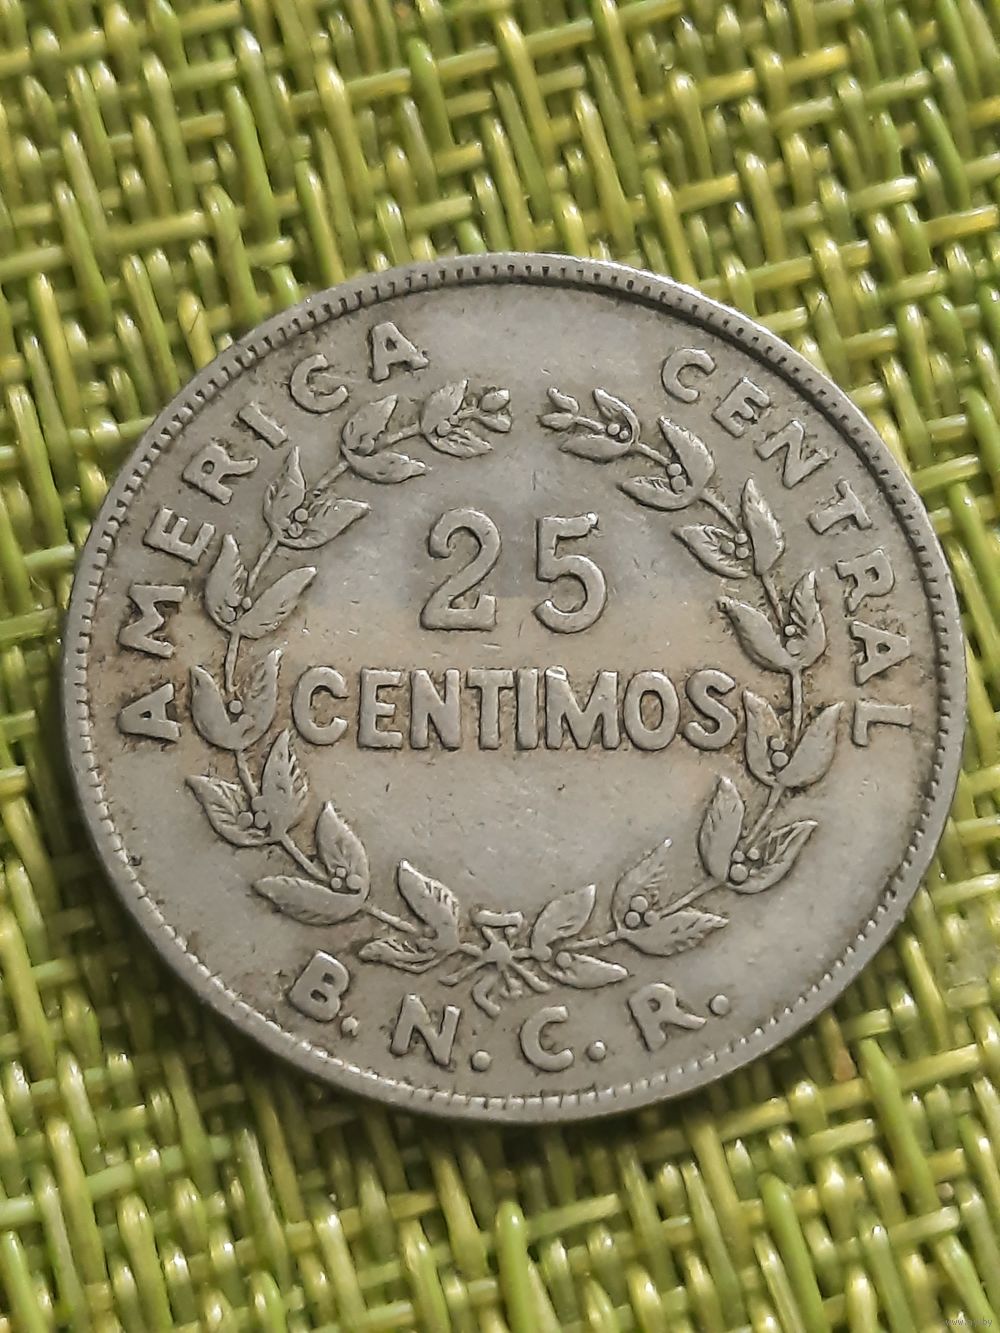 AMERICA CENTRAL
25
CENTIMOS
B. N. C. R.